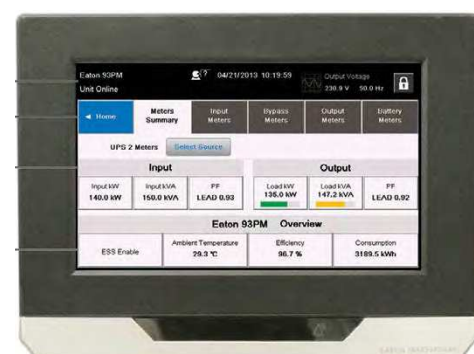 Eaton 93PM
Unit Online
04/21/2013 10:19:59
Output Voltage
230.9 V 50.0 Hz
Home
Meters Summary
Input Meters
Bypass Meters
Output Meters
Battery Meters
UPS 2 Meters Select Source
Input Output
Input kW
140.0 kW
Input kVA
150.0 kVA
PF
LEAD 0.93
Load kW
135.0 kW
Load kVA
147.2 kVA
PF
LEAD 0.92
Eaton 93PM Overview
ESS Enable
Ambient Temperature
29.3 °C
Efficiency
96.7 %
Consumption
3189.5 kWh